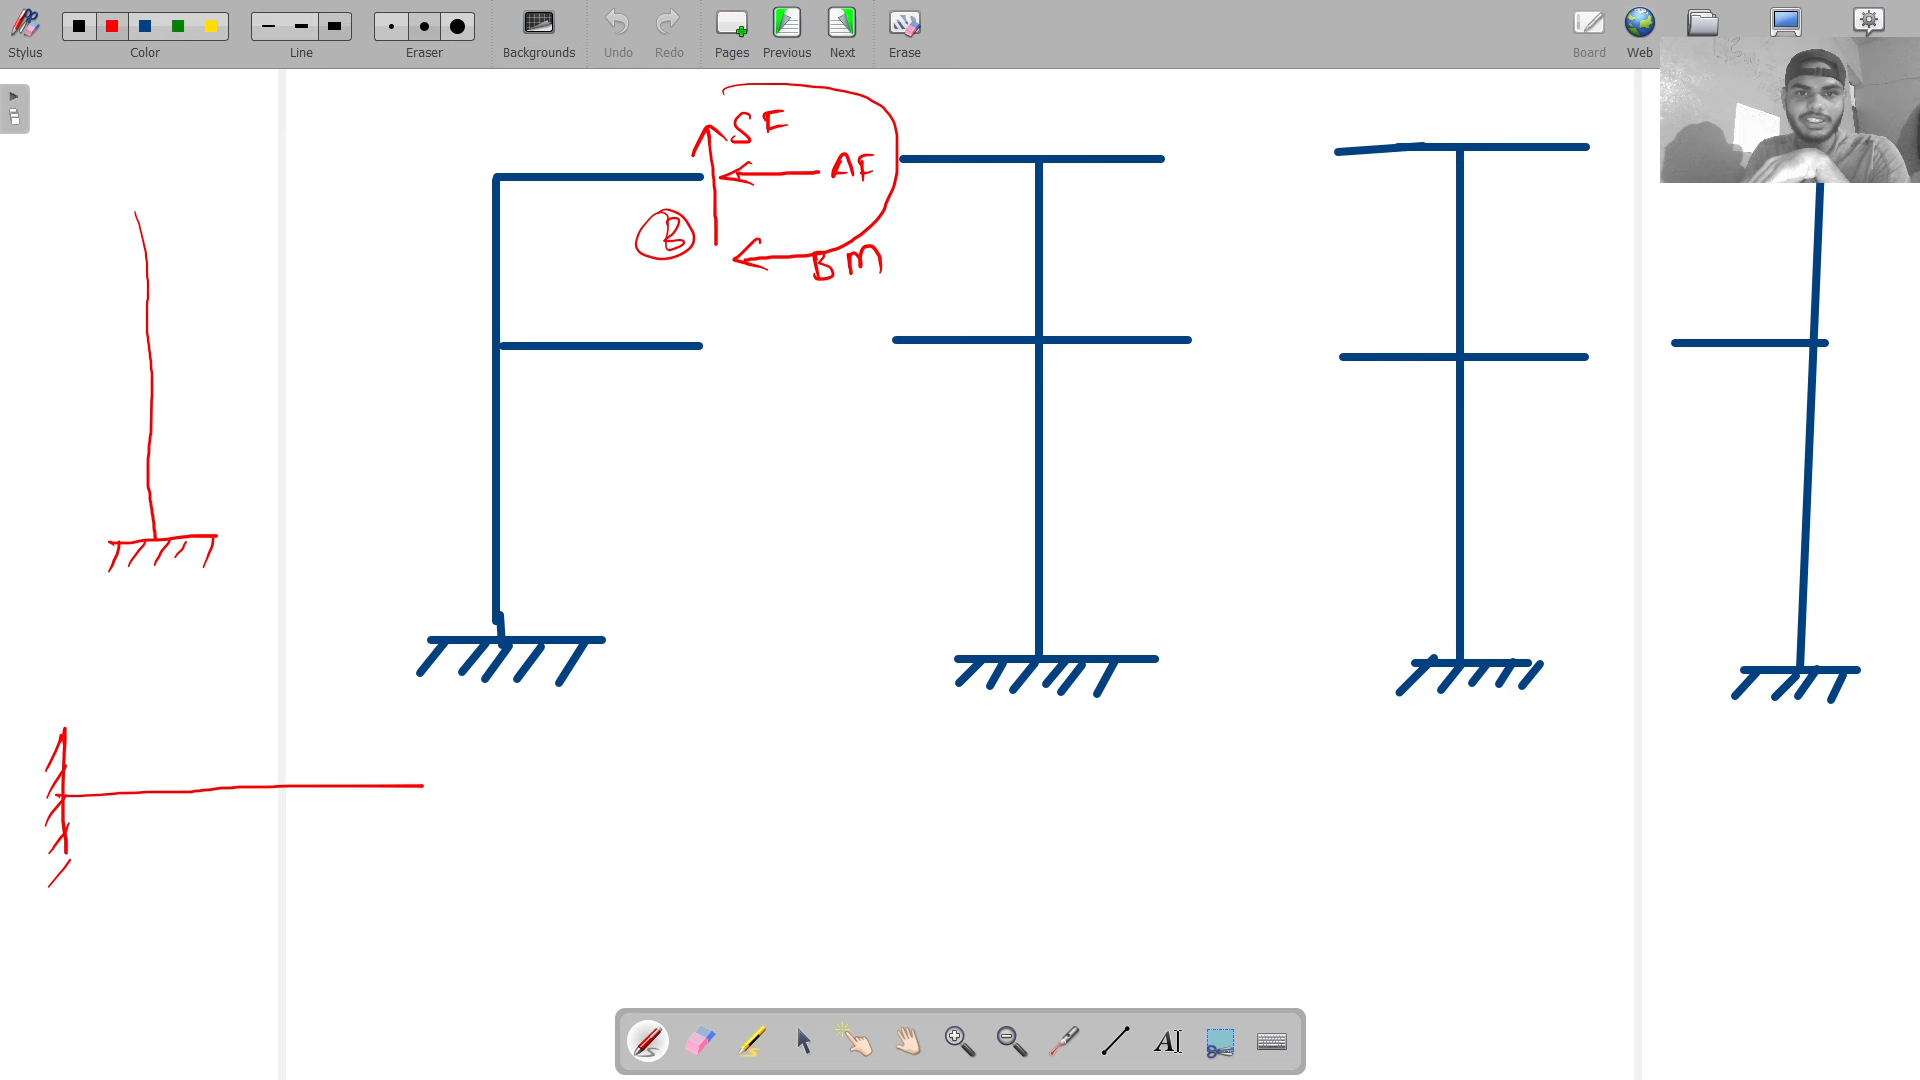 Stylus
Color
Line
Eraser
Backgrounds
Undo
Redo
Pages
Previous
Next
Erase
Board
Web
SF
AF
B
BM